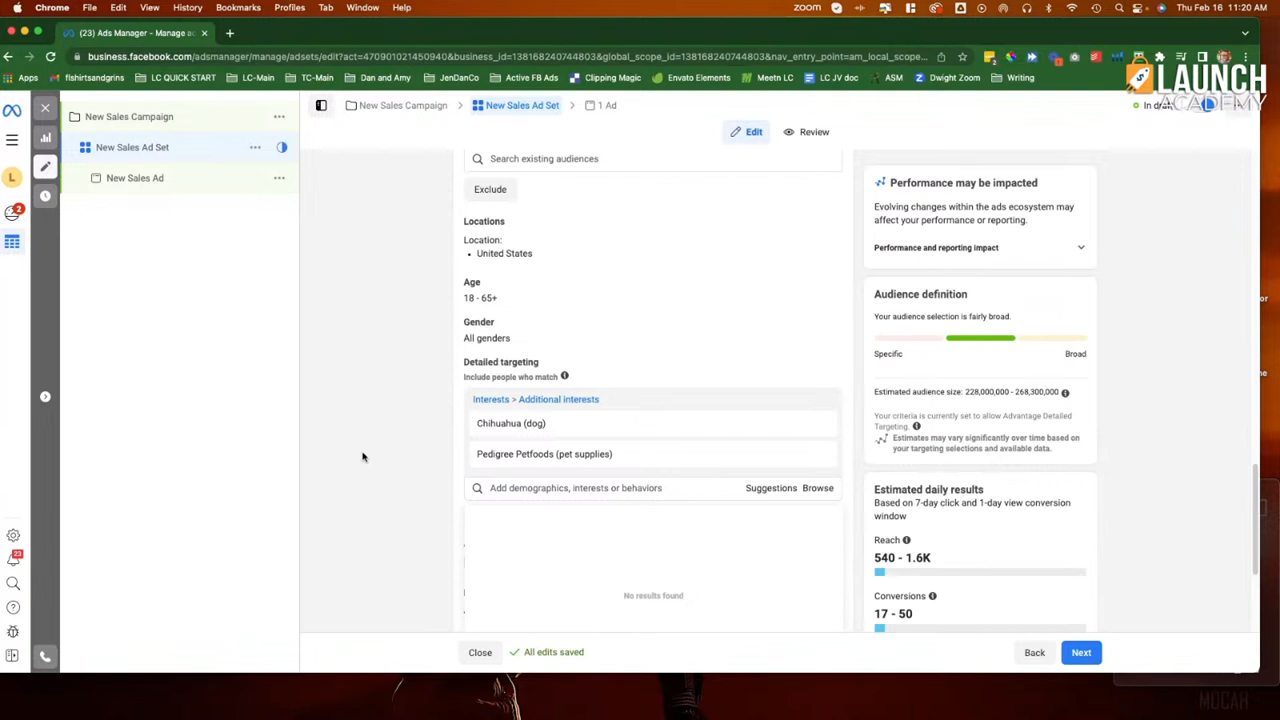 Chrome File Edit View History Bookmarks Profiles Tab Window Help
zoom Thu Feb 16 11:20 AM
(23) Ads Manager - Manage a
business.facebook.com/adsmanager/manage/adsets/edit?act=470901021450940&business_id=138168240744803&global_scope_id=138168240744803&nav_entry_point=am_local_scope...
Apps flshirtsandgrins LC QUICK START LC-Main TC-Main Dan and Amy JenDanCo Active FB Ads Clipping Magic Envato Elements Meetn LC LC JV doc ASM Dwight Zoom Writing
LAUNCH
ACADEMY
New Sales Campaign New Sales Ad Set 1 Ad In dra
Edit Review
New Sales Campaign
New Sales Ad Set
New Sales Ad
L
2
23
Search existing audiences
Exclude
Locations
Location:
• United States
Age
18 - 65+
Gender
All genders
Detailed targeting
Include people who match
Interests > Additional interests
Chihuahua (dog)
Pedigree Petfoods (pet supplies)
Add demographics, interests or behaviors Suggestions Browse
No results found
Close All edits saved Back Next
Performance may be impacted
Evolving changes within the ads ecosystem may
affect your performance or reporting.
Performance and reporting impact
Audience definition
Your audience selection is fairly broad.
Specific Broad
Estimated audience size: 228,000,000 - 268,300,000
Your criteria is currently set to allow Advantage Detailed
Targeting.
Estimates may vary significantly over time based on
your targeting selections and available data.
Estimated daily results
Based on 7-day click and 1-day view conversion
window
Reach
540 - 1.6K
Conversions
17 - 50
MOCAH